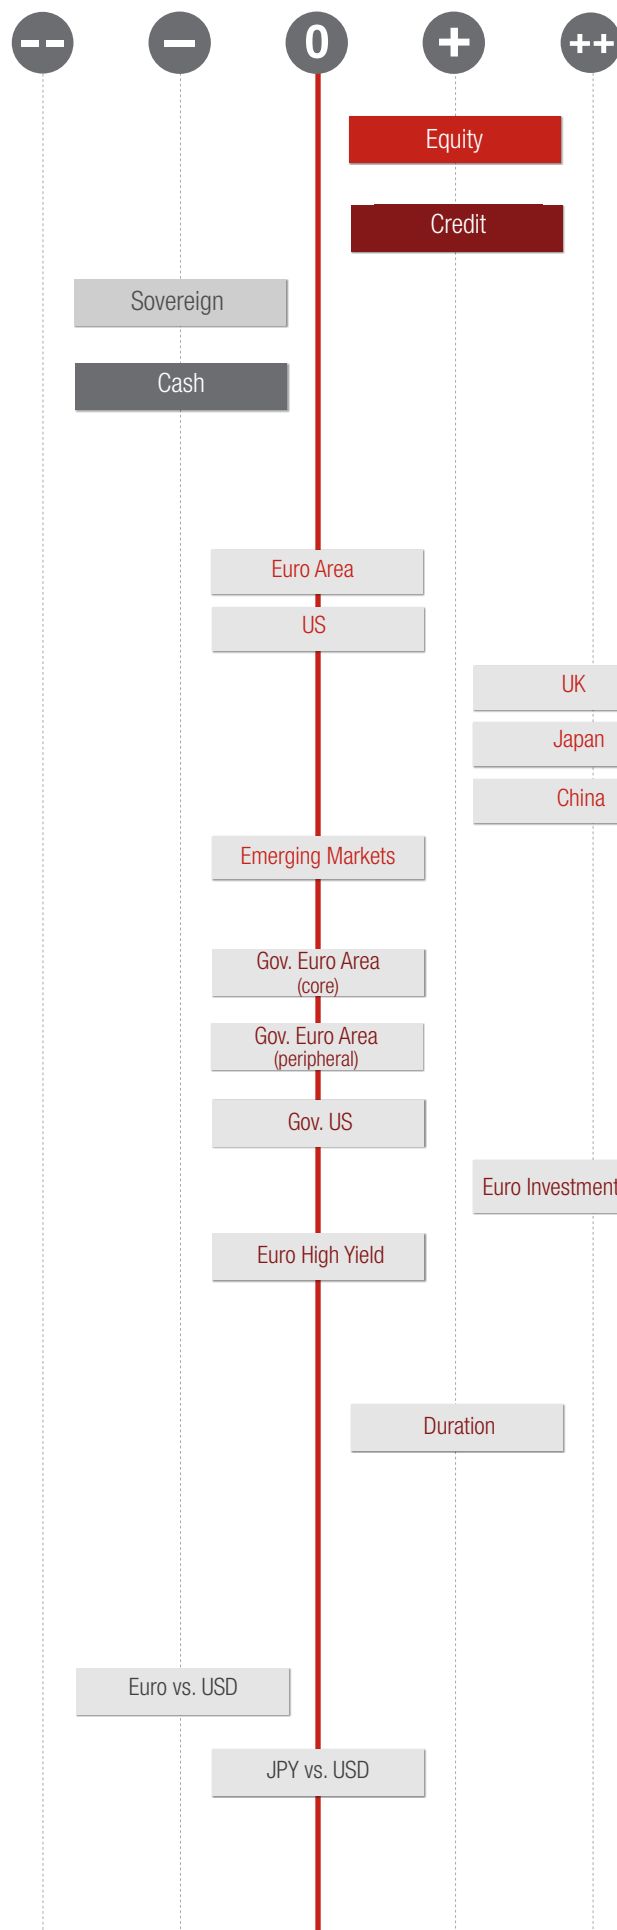 -- - 0 + ++
Equity
Credit
Sovereign
Cash
Euro Area
US
UK
Japan
China
Emerging Markets
Gov. Euro Area
(core)
Gov. Euro Area
(peripheral)
Gov. US
Euro Investment
Euro High Yield
Duration
Euro vs. USD
JPY vs. USD